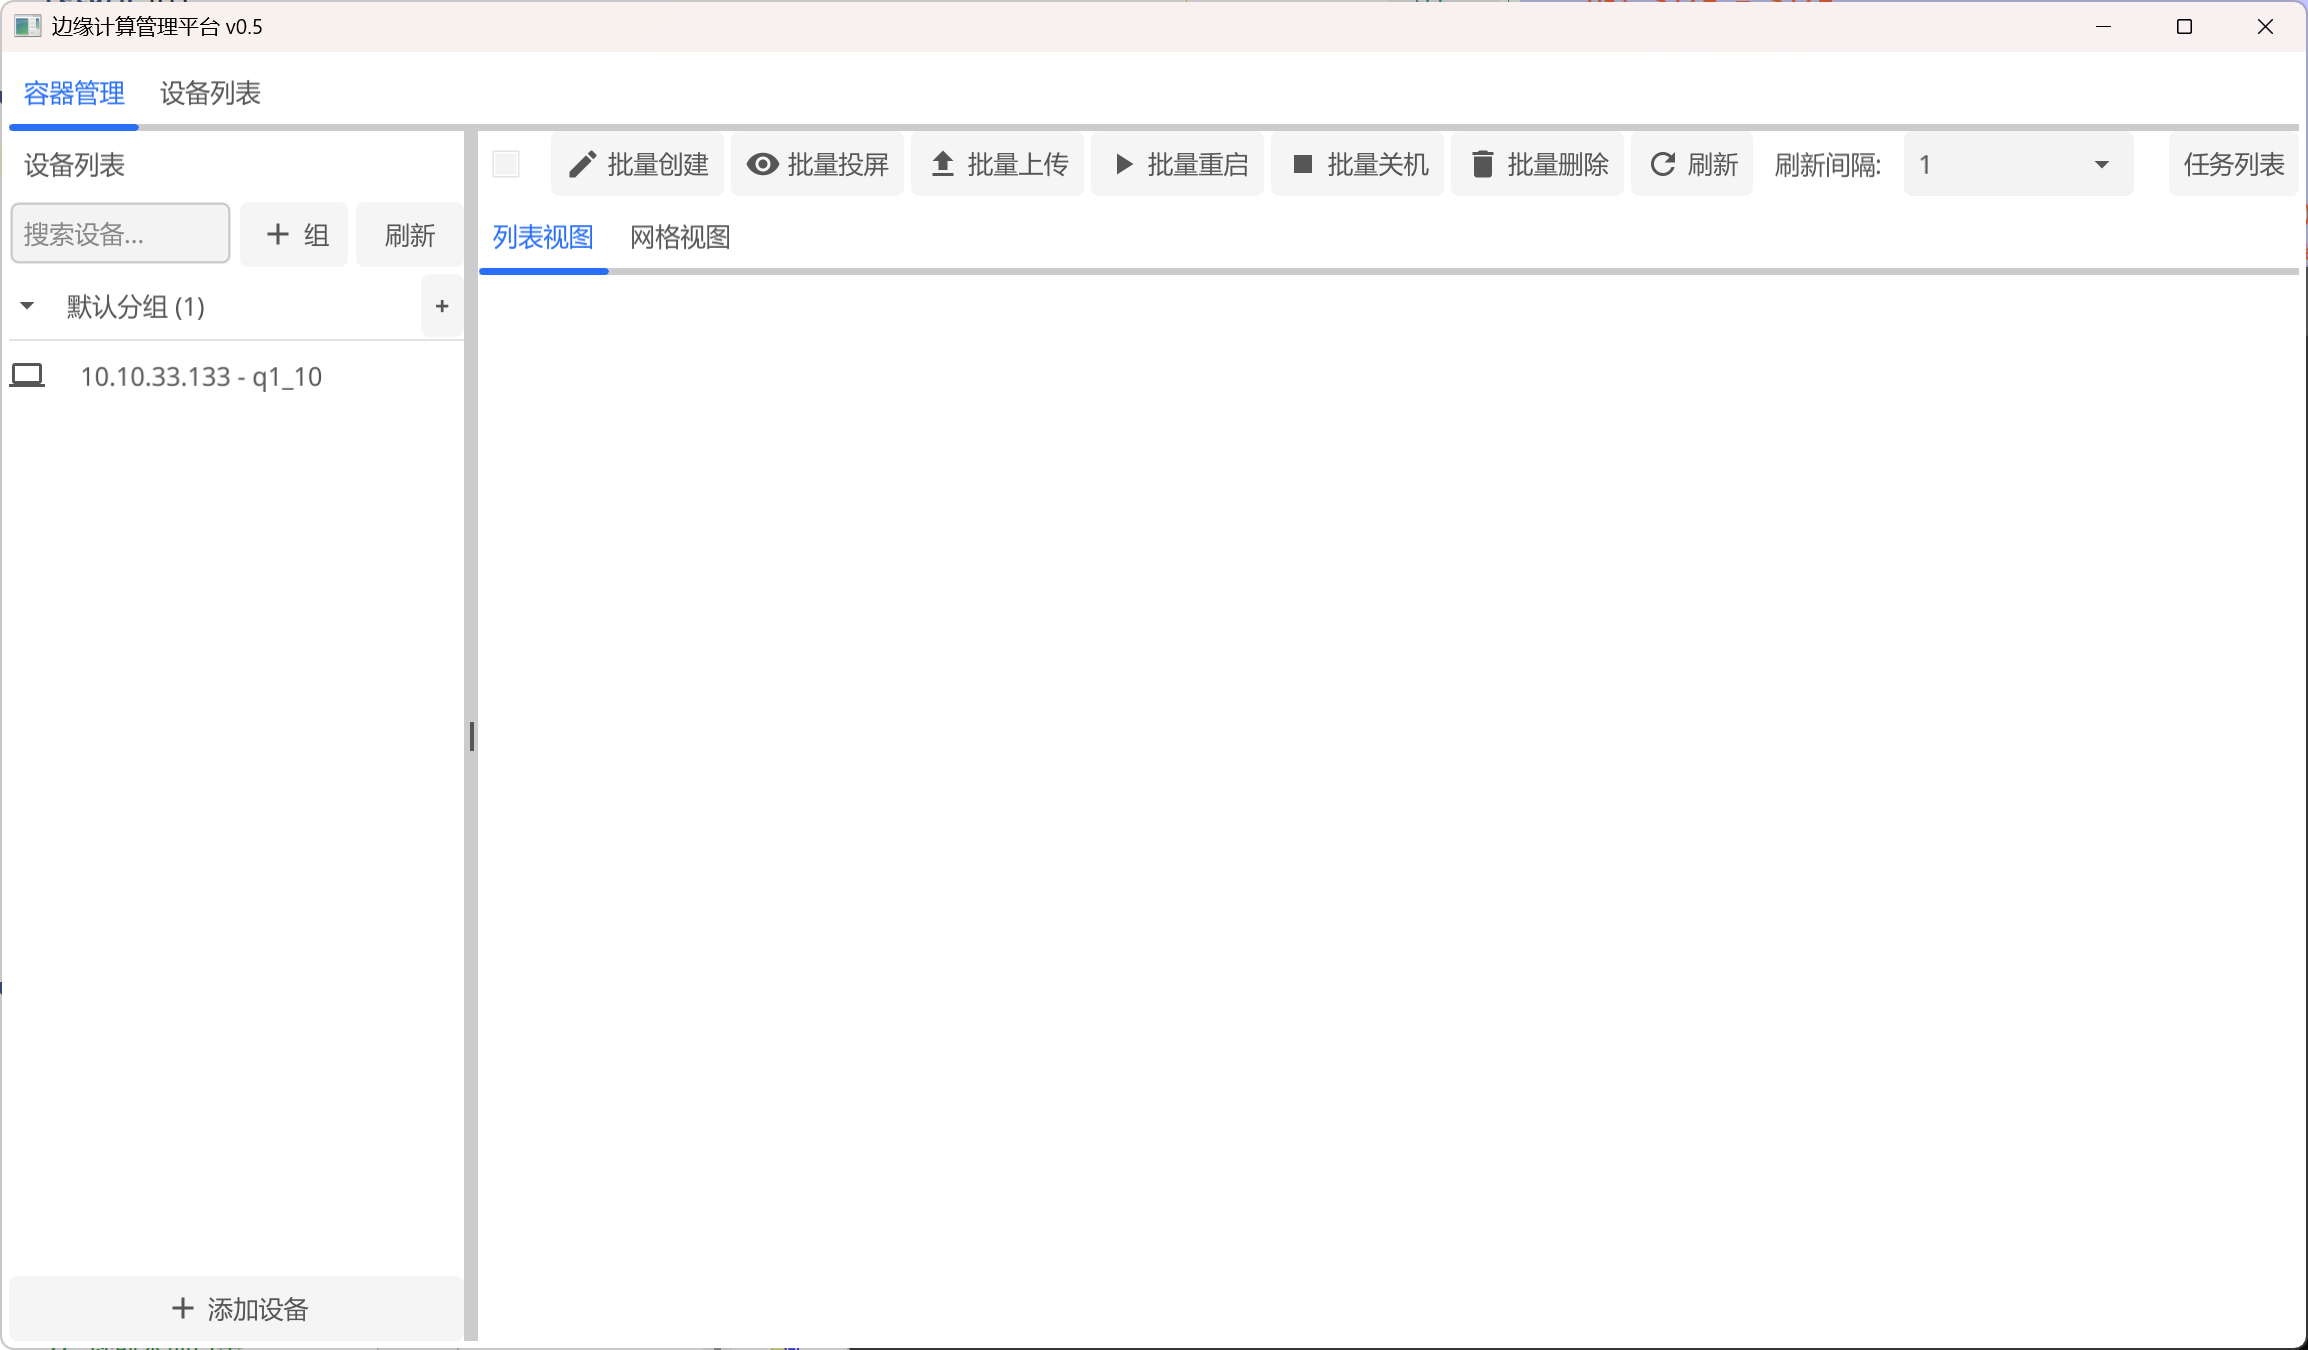 边缘计算管理平台 v0.5
容器管理 设备列表
设备列表
搜索设备...
组
刷新
默认分组 (1)
+
10.10.33.133 - q1_10
添加设备
批量创建 批量投屏 批量上传 批量重启 批量关机 批量删除 刷新 刷新间隔: 1 任务列表
列表视图 网格视图